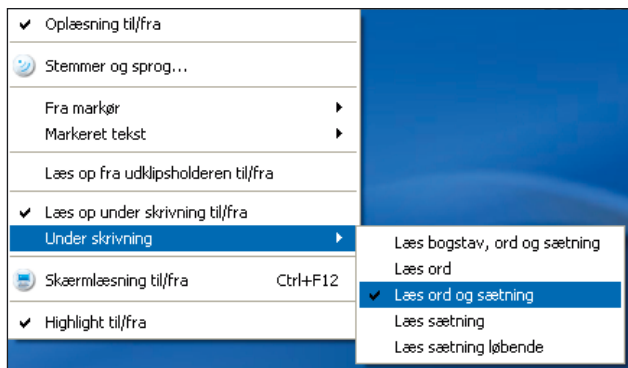 Oplæsning til/fra
Stemmer og sprog...
Fra markør
Markeret tekst
Læs op fra udklipsholderen til/fra
Læs op under skrivning til/fra
Under skrivning
Skærmlæsning til/fra Ctrl+F12
Highlight til/fra
Læs bogstav, ord og sætning
Læs ord
Læs ord og sætning
Læs sætning
Læs sætning løbende